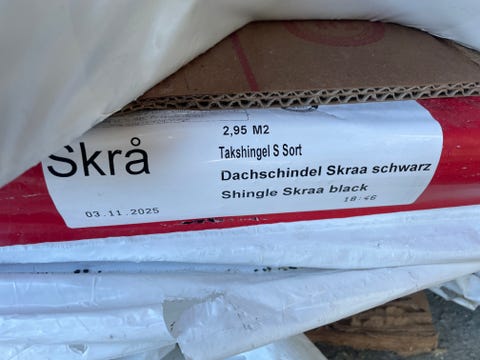 2,95 M2
Skrå
Takshingel S Sort
Dachschindel Skraa schwarz
Shingle Skraa black
03.11.2025
18:46